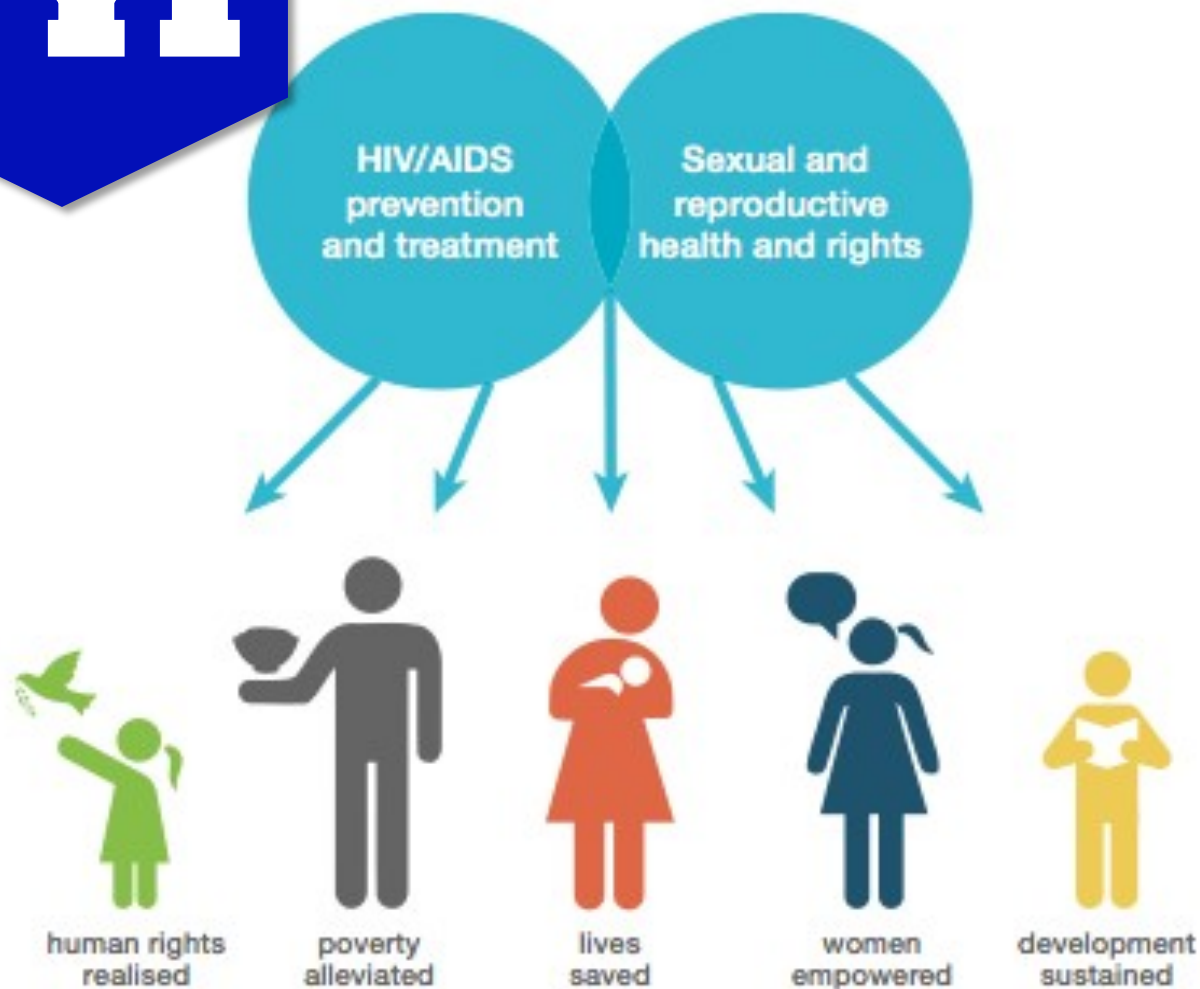 HIV/AIDS
prevention
and treatment
Sexual and
reproductive
health and rights
human rights
realised
poverty
alleviated
lives
saved
women
empowered
development
sustained